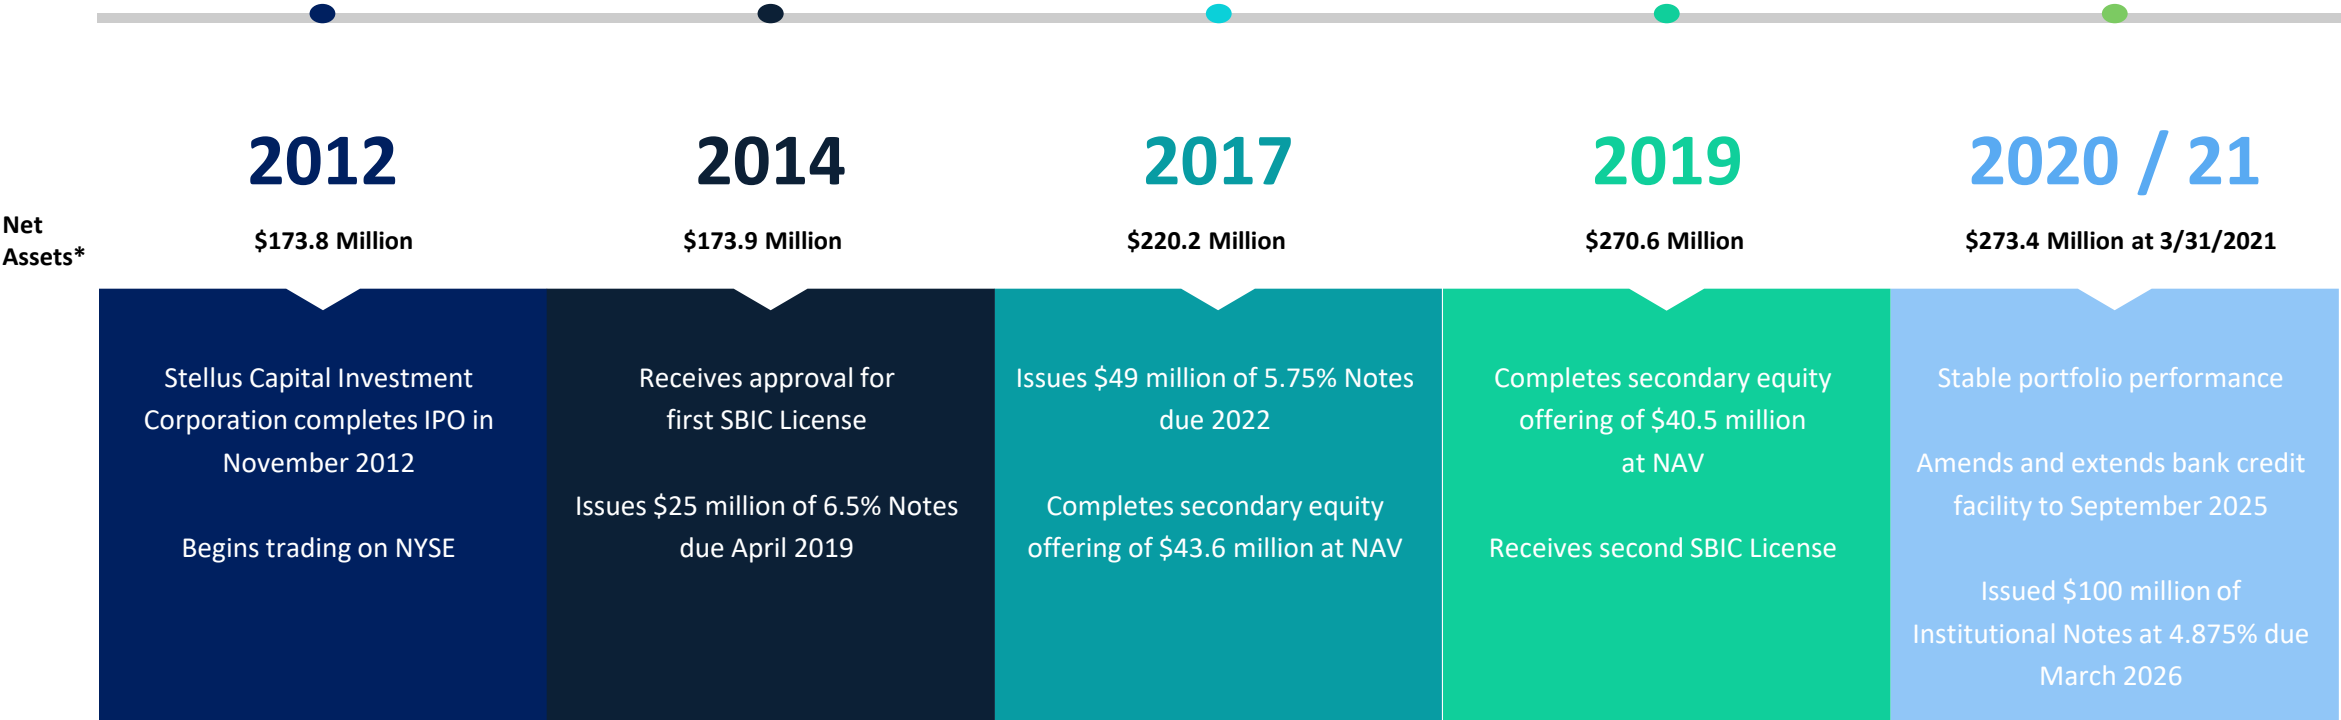 2012
2014
2017
2019
2020 / 21
Net
Assets*
$173.8 Million
$173.9 Million
$220.2 Million
$270.6 Million
$273.4 Million at 3/31/2021
Stellus Capital Investment
Corporation completes IPO in
November 2012
Begins trading on NYSE
Receives approval for
first SBIC License
Issues $25 million of 6.5% Notes
due April 2019
Issues $49 million of 5.75% Notes
due 2022
Completes secondary equity
offering of $43.6 million at NAV
Completes secondary equity
offering of $40.5 million
at NAV
Receives second SBIC License
Stable portfolio performance
Amends and extends bank credit
facility to September 2025
Issued $100 million of
Institutional Notes at 4.875% due
March 2026